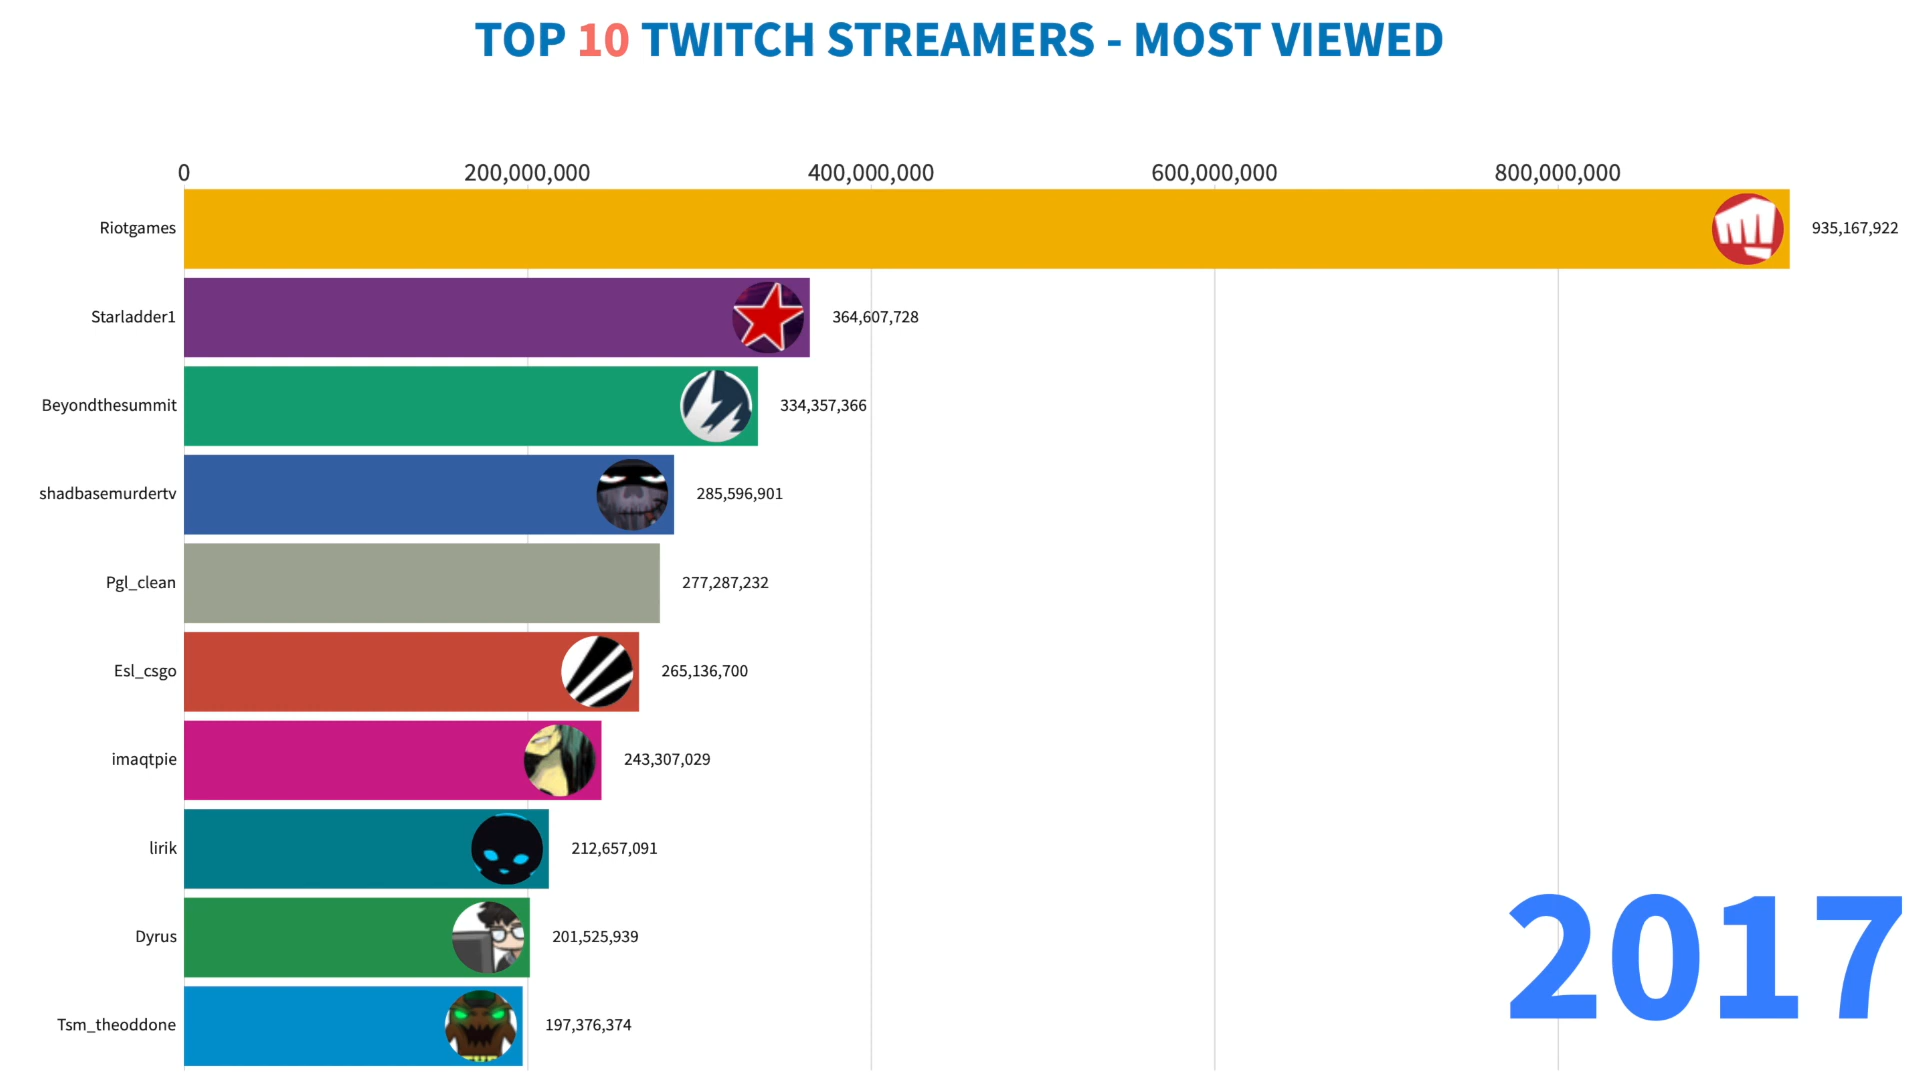 TOP 10 TWITCH STREAMERS - MOST VIEWED
0 200,000,000 400,000,000 600,000,000 800,000,000
Riotgames 935,167,922
Starladder1 364,607,728
Beyondthesummit 334,357,366
shadbasemurdertv 285,596,901
Pgl_clean 277,287,232
Esl_csgo 265,136,700
imaqtpie 243,307,029
lirik 212,657,091
Dyrus 201,525,939
Tsm_theoddone 197,376,374
2017